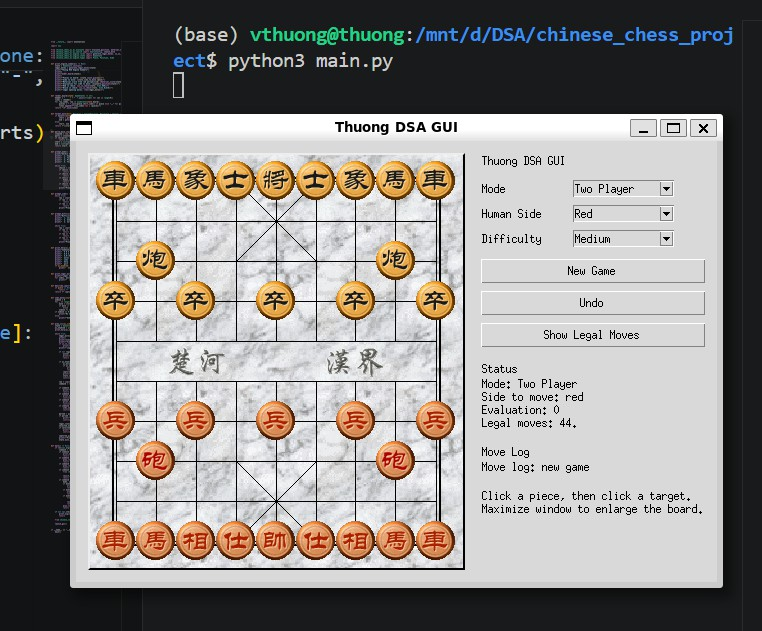 (base) vthuong@thuong:/mnt/d/DSA/chinese_chess_proj
ect$ python3 main.py
one:
"-",
rts)
e]:
Thuong DSA GUI
車馬象士将士象馬車
炮 炮
卒 卒 卒 卒 卒
楚河 漢界
兵 兵 兵 兵 兵
砲 砲
車馬相仕帥仕相馬車
Thuong DSA GUI
Mode Two Player
Human Side Red
Difficulty Medium
New Game
Undo
Show Legal Moves
Status
Mode: Two Player
Side to move: red
Evaluation: 0
Legal moves: 44.
Move Log
Move log: new game
Click a piece, then click a target.
Maximize window to enlarge the board.